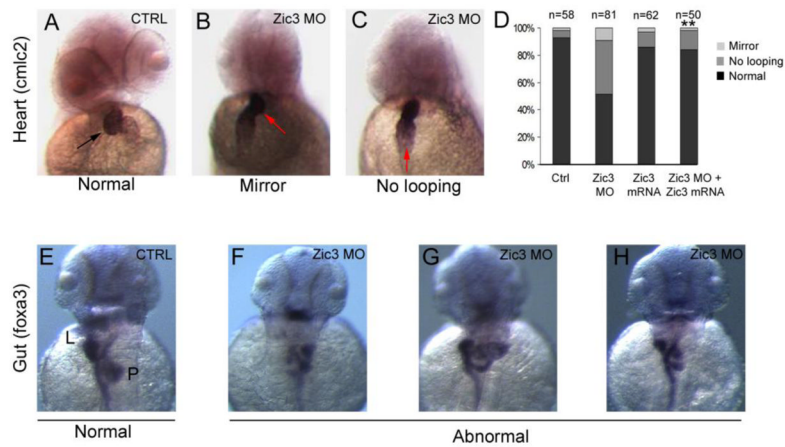 Heart (cmlc2)
A
CTRL
Normal
B
Zic3 MO
Mirror
C
Zic3 MO
No looping
D
n=58 n=81 n=62 n=50
**
100%
80%
60%
40%
20%
0%
Ctrl
Zic3 MO
Zic3 mRNA
Zic3 MO + Zic3 mRNA
Mirror
No looping
Normal
Gut (foxa3)
E
CTRL
L
P
Normal
F
Zic3 MO
G
Zic3 MO
H
Zic3 MO
Abnormal